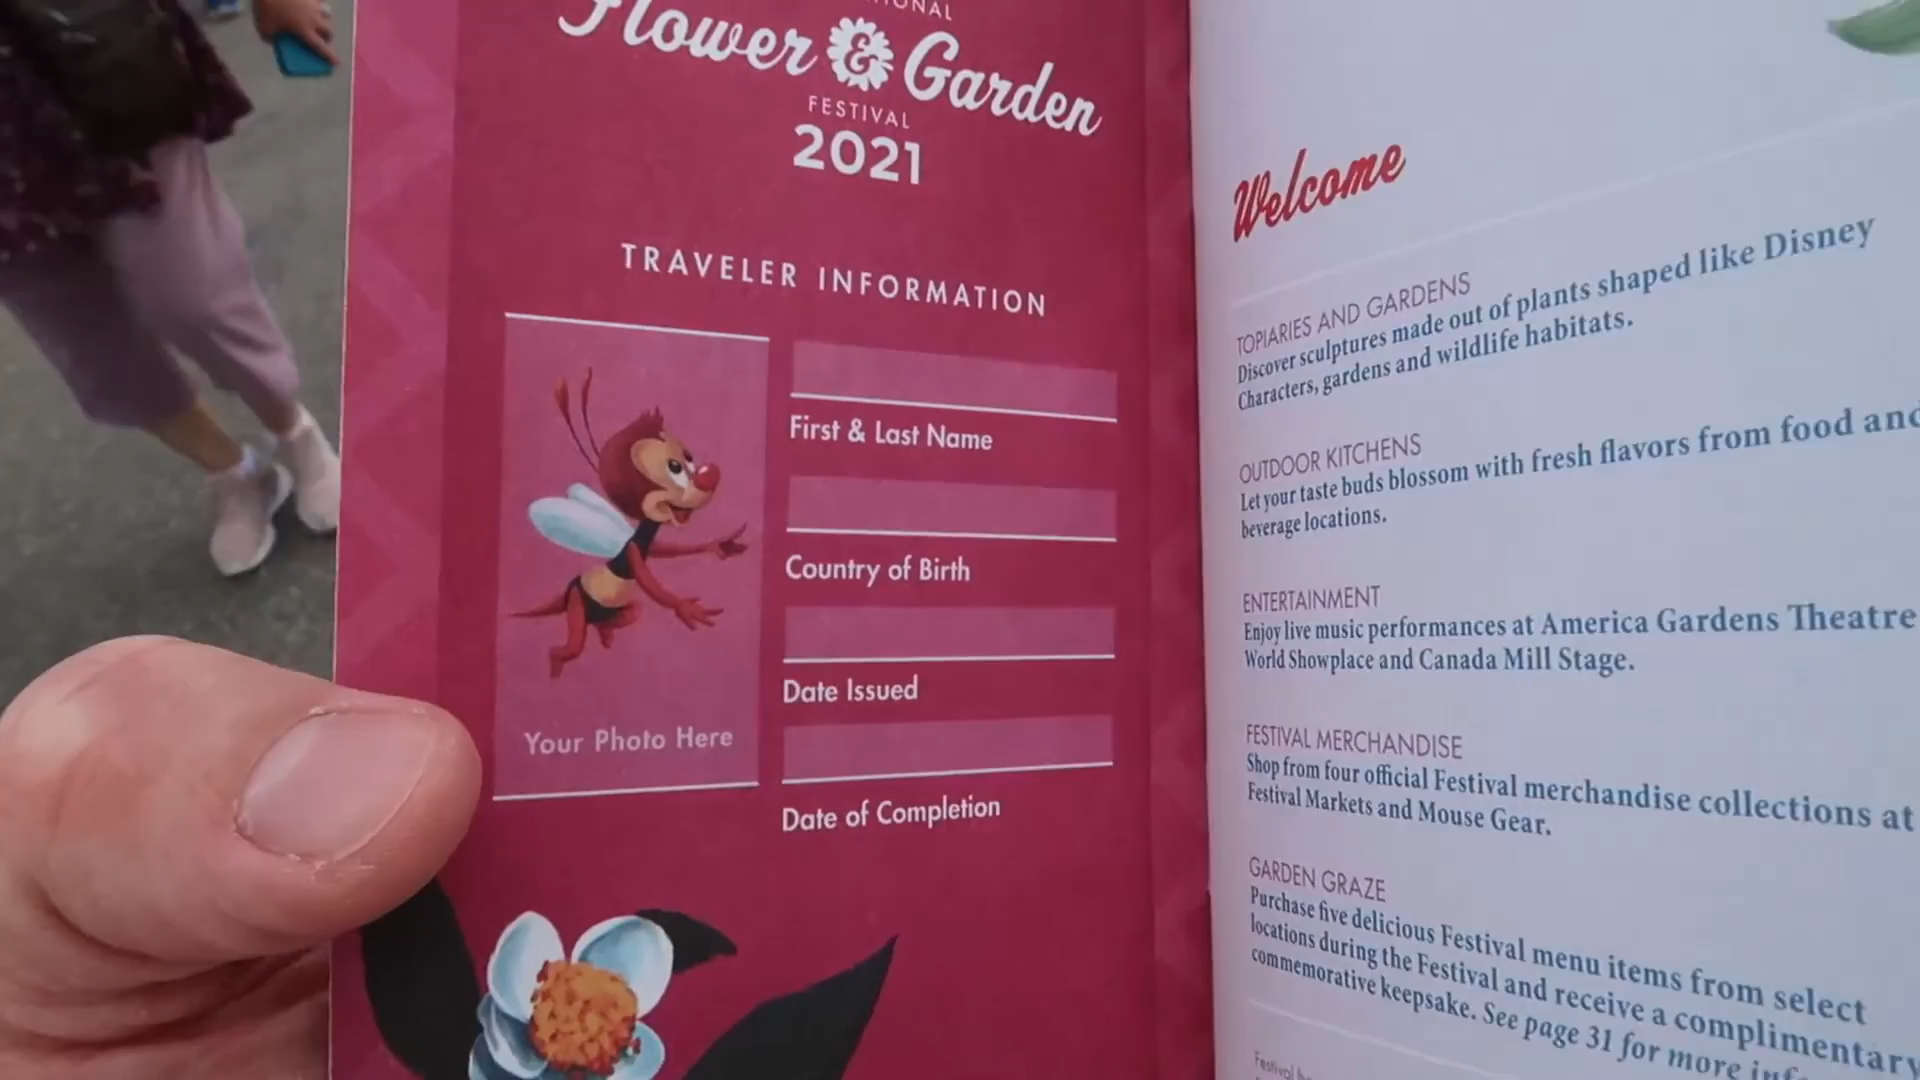 Flower & Garden
FESTIVAL
2021
TRAVELER INFORMATION
First & Last Name
Country of Birth
Date Issued
Your Photo Here
Date of Completion
Welcome
TOPIARIES AND GARDENS
Discover sculptures made out of plants shaped like Disney
Characters, gardens and wildlife habitats.
OUTDOOR KITCHENS
Let your taste buds blossom with fresh flavors from food and
beverage locations.
ENTERTAINMENT
Enjoy live music performances at America Gardens Theatre
World Showplace and Canada Mill Stage.
FESTIVAL MERCHANDISE
Shop from four official Festival merchandise collections at
Festival Markets and Mouse Gear.
GARDEN GRAZE
Purchase five delicious Festival menu items from select
locations during the Festival and receive a complimentary
commemorative keepsake. See page 31 for more
Festival